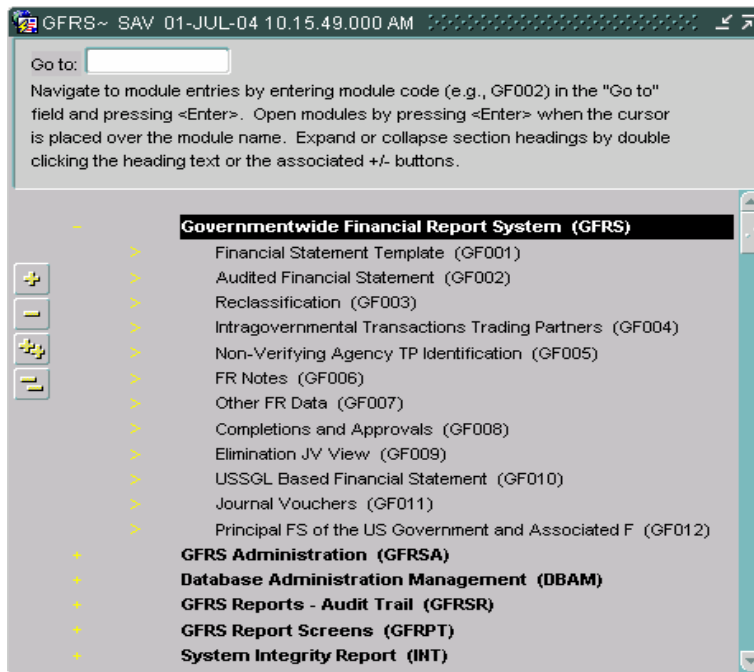 GFRS~ SAV 01-JUL-04 10.15.49.000 AM
Go to:
Navigate to module entries by entering module code (e.g., GF002) in the "Go to"
field and pressing <Enter>. Open modules by pressing <Enter> when the cursor
is placed over the module name. Expand or collapse section headings by double
clicking the heading text or the associated +/- buttons.
- Governmentwide Financial Report System (GFRS)
> Financial Statement Template (GF001)
> Audited Financial Statement (GF002)
> Reclassification (GF003)
> Intragovernmental Transactions Trading Partners (GF004)
> Non-Verifying Agency TP Identification (GF005)
> FR Notes (GF006)
> Other FR Data (GF007)
> Completions and Approvals (GF008)
> Elimination JV View (GF009)
> USSGL Based Financial Statement (GF010)
> Journal Vouchers (GF011)
> Principal FS of the US Government and Associated F (GF012)
+ GFRS Administration (GFRSA)
+ Database Administration Management (DBAM)
+ GFRS Reports - Audit Trail (GFRSR)
+ GFRS Report Screens (GFRPT)
+ System Integrity Report (INT)